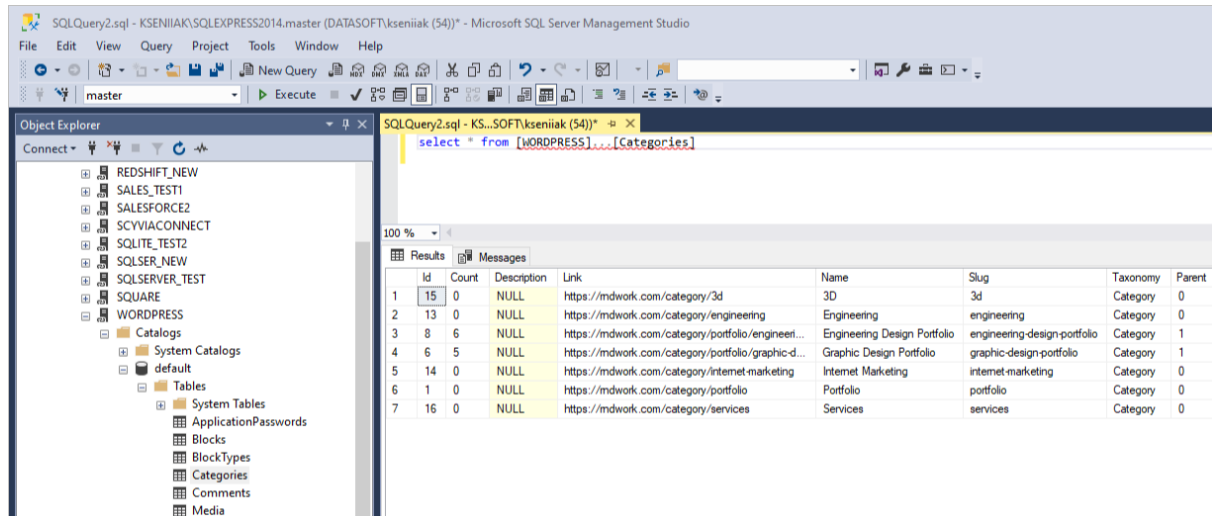 SQLQuery2.sql - KSENIIAK\SQLEXPRESS2014.master (DATASOFT\kseniiak (54))* - Microsoft SQL Server Management Studio
File Edit View Query Project Tools Window Help
New Query MDX DMX XMLA DAX
master Execute
Object Explorer
SQLQuery2.sql - KS...SOFT\kseniiak (54))*
Connect
select * from [WORDPRESS]...[Categories]
REDSHIFT_NEW
SALES_TEST1
SALESFORCE2
SCYVIACONNECT
SQLITE_TEST2
SQLSER_NEW
SQLSERVER_TEST
SQUARE
WORDPRESS
Catalogs
System Catalogs
default
Tables
System Tables
ApplicationPasswords
Blocks
BlockTypes
Categories
Comments
Media
100 %
Results Messages
Id Count Description Link Name Slug Taxonomy Parent
1 15 0 NULL https://mdwork.com/category/3d 3D 3d Category 0
2 13 0 NULL https://mdwork.com/category/engineering Engineering engineering Category 0
3 8 6 NULL https://mdwork.com/category/portfolio/engineeri... Engineering Design Portfolio engineering-design-portfolio Category 1
4 6 5 NULL https://mdwork.com/category/portfolio/graphic-d... Graphic Design Portfolio graphic-design-portfolio Category 1
5 14 0 NULL https://mdwork.com/category/internet-marketing Internet Marketing internet-marketing Category 0
6 1 0 NULL https://mdwork.com/category/portfolio Portfolio portfolio Category 0
7 16 0 NULL https://mdwork.com/category/services Services services Category 0